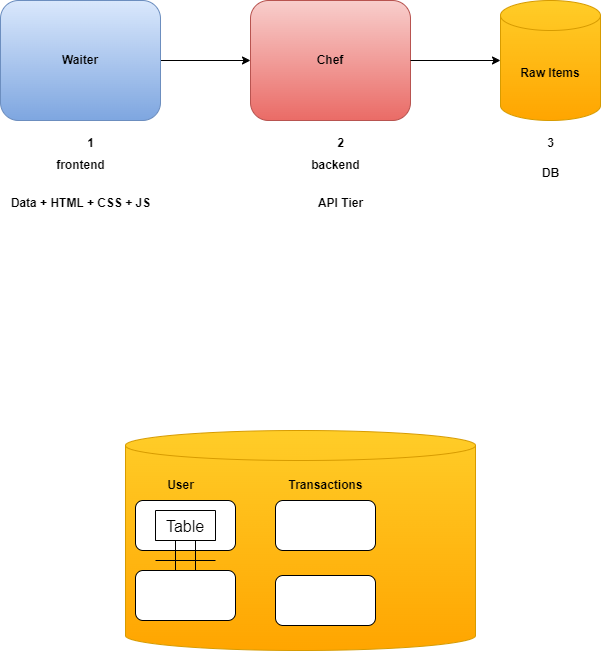 Waiter
Chef
Raw Items
1
2
3
frontend
backend
DB
Data + HTML + CSS + JS
API Tier
User
Transactions
Table